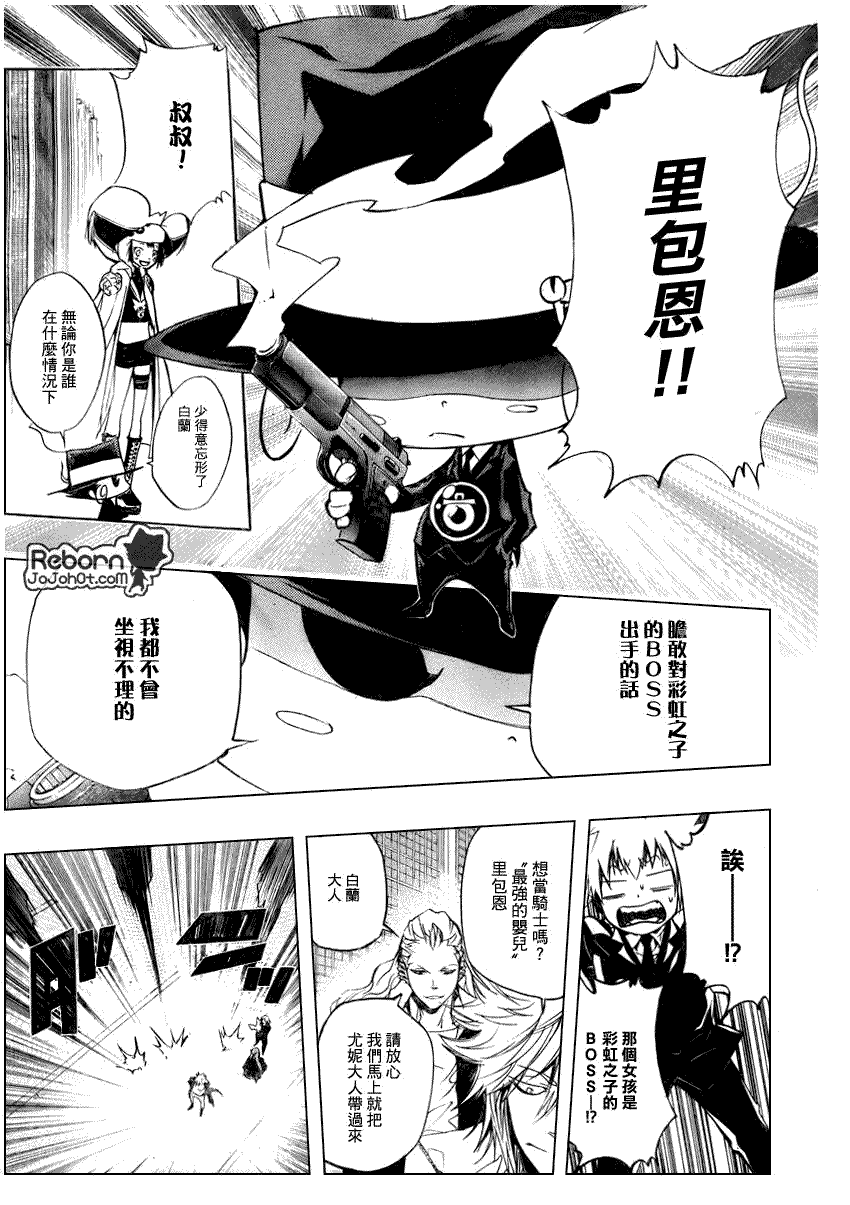 里包恩!!
叔叔!
少得意忘形了
白蘭
無論你是誰
在什麼情況下
Reborn
JoJohOt.coM
膽敢對彩虹之子
的BOSS
出手的話
我都不會
坐視不理的
誒——!?
那個女孩是
彩虹之子的
BOSS—!?
想當騎士嗎?
〝最強的嬰兒〞
里包恩
白蘭
大人
請放心
我們馬上就把
尤妮大人帶過來